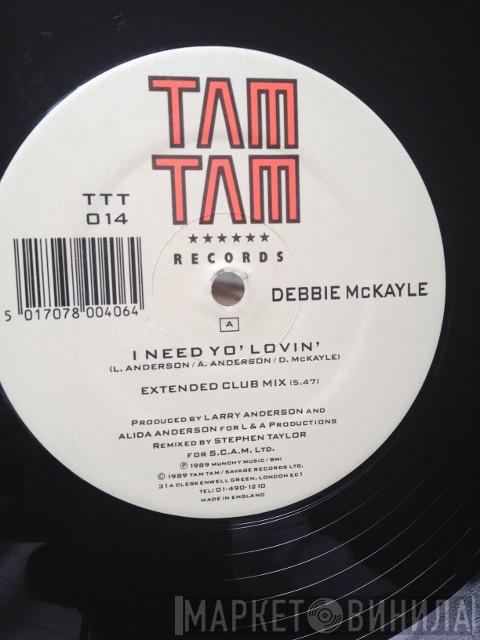 TAM
TAM
★★★★★★
RECORDS
TTT
014
5 017078 004064
DEBBIE McKAYLE
A
I NEED YO' LOVIN'
(L. ANDERSON / A. ANDERSON / D. McKAYLE)
EXTENDED CLUB MIX (5.47)
PRODUCED BY LARRY ANDERSON AND
ALIDA ANDERSON FOR L & A PRODUCTIONS
REMIXED BY STEPHEN TAYLOR
FOR S.C.A.M. LTD.
Ⓟ 1989 MUNCHY MUSIC / BMI
© 1989 TAM TAM / SAVAGE RECORDS LTD.
31A CLERKENWELL GREEN, LONDON EC1
TEL: 01-490-1210
MADE IN ENGLAND
МАРКЕТ ВИНИЛА